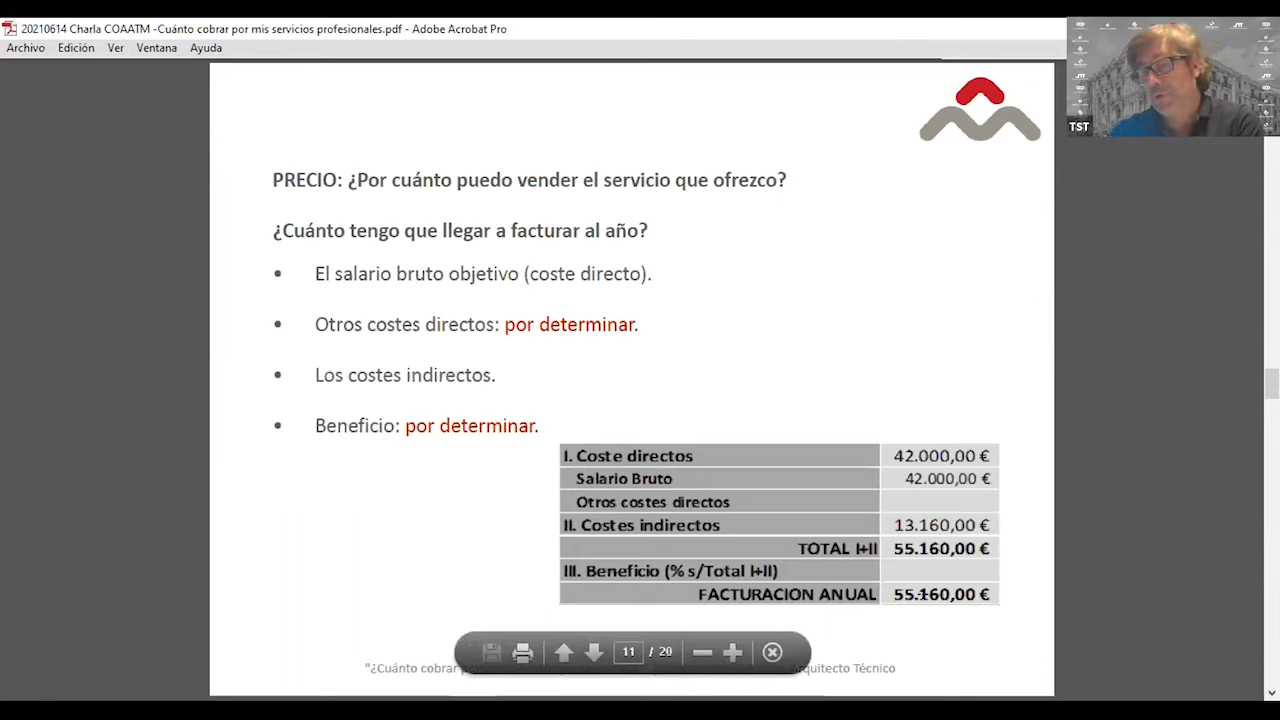 20210614 Charla COAATM -Cuánto cobrar por mis servicios profesionales.pdf - Adobe Acrobat Pro
Archivo Edición Ver Ventana Ayuda
TST
PRECIO: ¿Por cuánto puedo vender el servicio que ofrezco?
¿Cuánto tengo que llegar a facturar al año?
• El salario bruto objetivo (coste directo).
• Otros costes directos: por determinar.
• Los costes indirectos.
• Beneficio: por determinar.
I. Coste directos 42.000,00 €
Salario Bruto 42.000,00 €
Otros costes directos
II. Costes indirectos 13.160,00 €
TOTAL I+II 55.160,00 €
III. Beneficio (% s/Total I+II)
FACTURACION ANUAL 55.160,00 €
11 / 20
"¿Cuánto cobrar Arquitecto Técnico